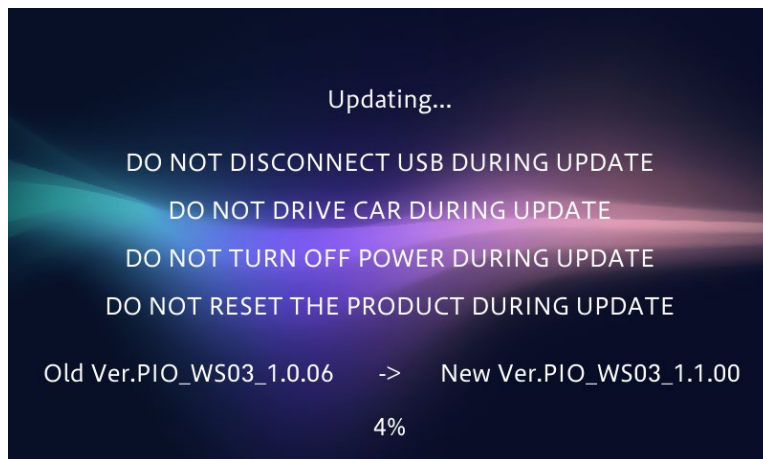 Updating...
DO NOT DISCONNECT USB DURING UPDATE
DO NOT DRIVE CAR DURING UPDATE
DO NOT TURN OFF POWER DURING UPDATE
DO NOT RESET THE PRODUCT DURING UPDATE
Old Ver.PIO_WS03_1.0.06 -> New Ver.PIO_WS03_1.1.00
4%